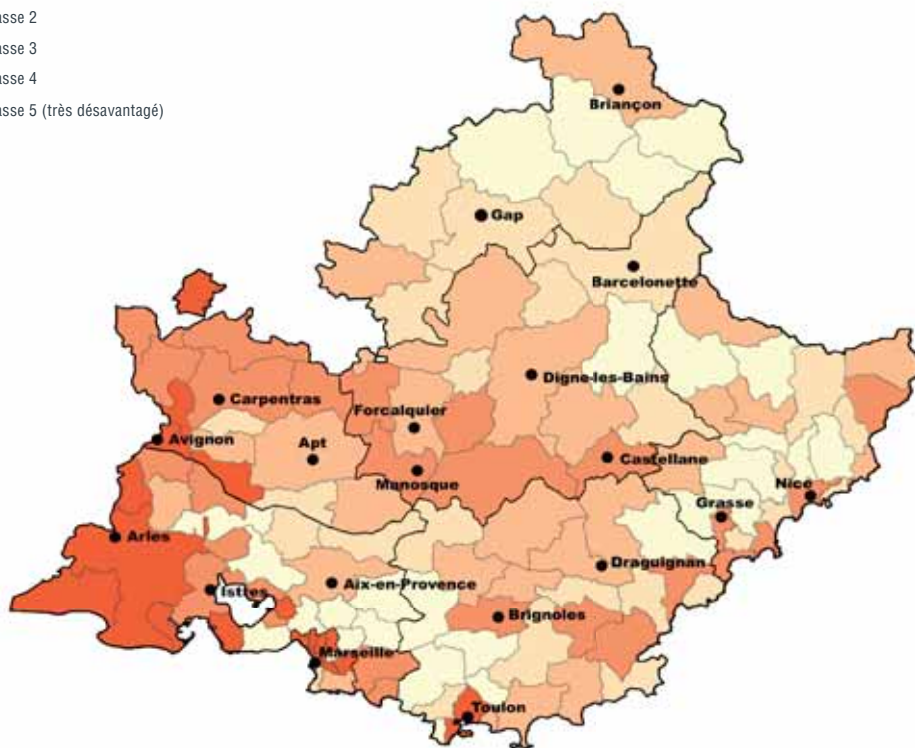 asse 2
asse 3
asse 4
asse 5 (très désavantagé)
Briançon
Gap
Barcelonette
Digne-les-Bains
Carpentras
Forcalquier
Avignon
Apt
Castellane
Manosque
Nice
Grasse
Arles
Draguignan
Istres
Aix-en-Provence
Brignoles
Marseille
Toulon